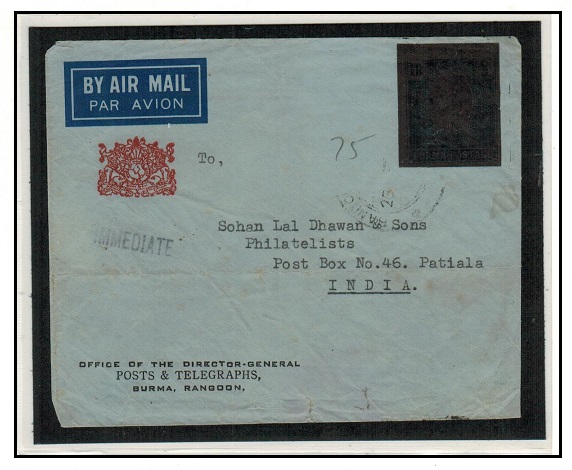 BY AIR MAIL
PAR AVION
75
To,
IMMEDIATE
Sohan Lal Dhawan & Sons
Philatelists
Post Box No.46. Patiala
I N D I A.
OFFICE OF THE DIRECTOR-GENERAL
POSTS & TELEGRAPHS,
BURMA, RANGOON.